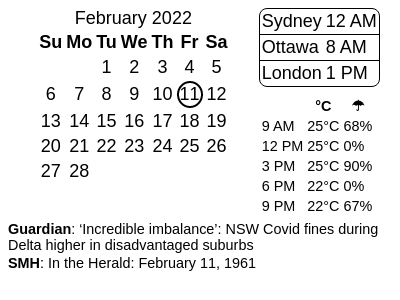 February 2022
Su Mo Tu We Th Fr Sa
1 2 3 4 5
6 7 8 9 10 11 12
13 14 15 16 17 18 19
20 21 22 23 24 25 26
27 28
Sydney 12 AM
Ottawa 8 AM
London 1 PM
°C ☂
9 AM 25°C 68%
12 PM 25°C 0%
3 PM 25°C 90%
6 PM 22°C 0%
9 PM 22°C 67%
Guardian: ‘Incredible imbalance’: NSW Covid fines during
Delta higher in disadvantaged suburbs
SMH: In the Herald: February 11, 1961